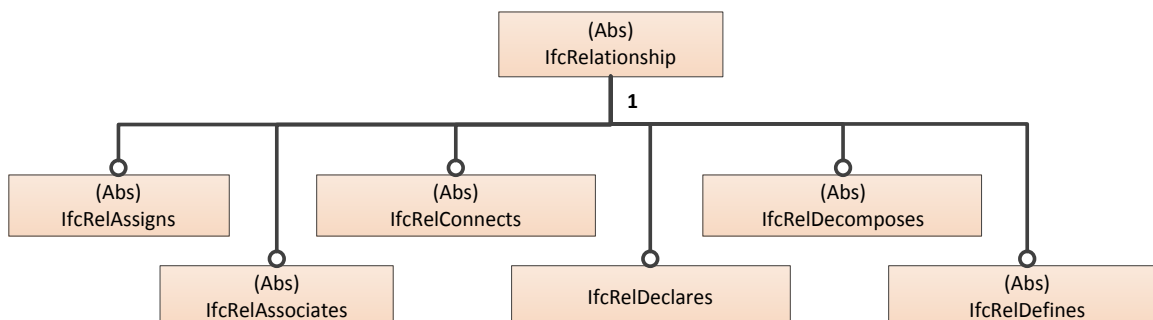 (Abs)
IfcRelationship
1
(Abs)
IfcRelAssigns
(Abs)
IfcRelConnects
(Abs)
IfcRelDecomposes
(Abs)
IfcRelAssociates
IfcRelDeclares
(Abs)
IfcRelDefines